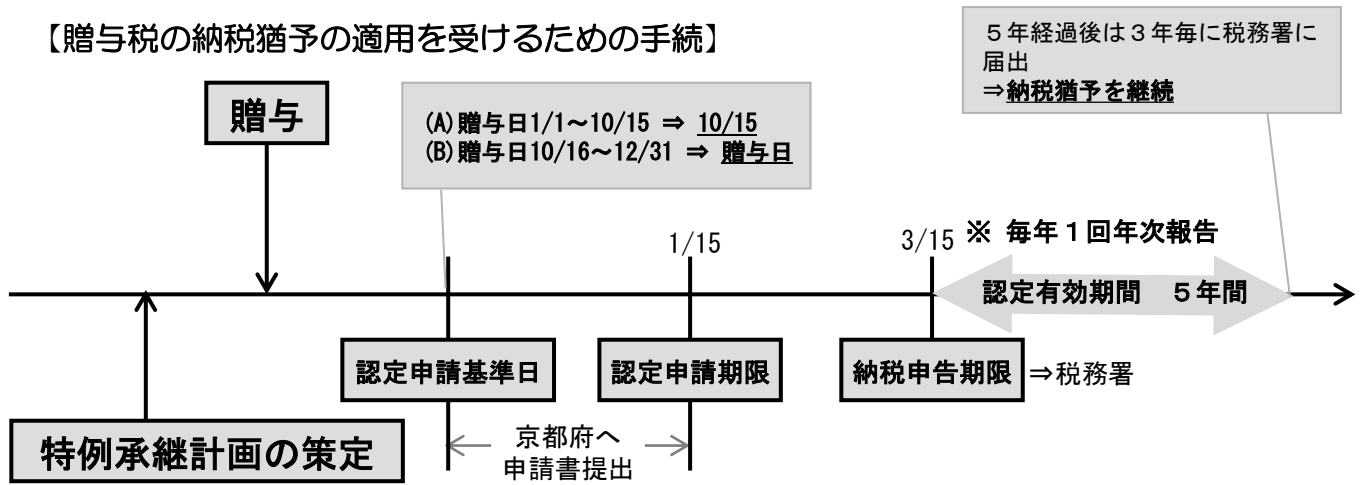 【贈与税の納税猶予の適用を受けるための手続】
５年経過後は３年毎に税務署に
届出
⇒納税猶予を継続
贈与
(A)贈与日1/1～10/15 ⇒ 10/15
(B)贈与日10/16～12/31 ⇒ 贈与日
1/15
3/15
※ 毎年１回年次報告
認定有効期間　５年間
認定申請基準日
認定申請期限
納税申告期限
⇒税務署
特例承継計画の策定
京都府へ
申請書提出